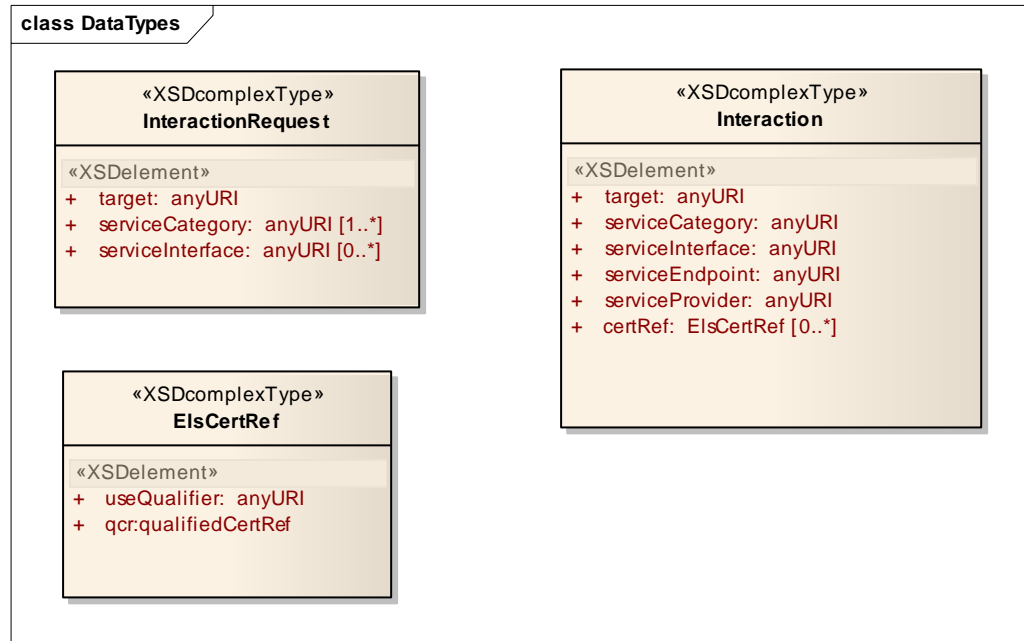 class DataTypes
«XSDcomplexType»
InteractionRequest
«XSDelement»
+ target: anyURI
+ serviceCategory: anyURI [1..*]
+ serviceInterface: anyURI [0..*]
«XSDcomplexType»
Interaction
«XSDelement»
+ target: anyURI
+ serviceCategory: anyURI
+ serviceInterface: anyURI
+ serviceEndpoint: anyURI
+ serviceProvider: anyURI
+ certRef: ElsCertRef [0..*]
«XSDcomplexType»
ElsCertRef
«XSDelement»
+ useQualifier: anyURI
+ qcr:qualifiedCertRef